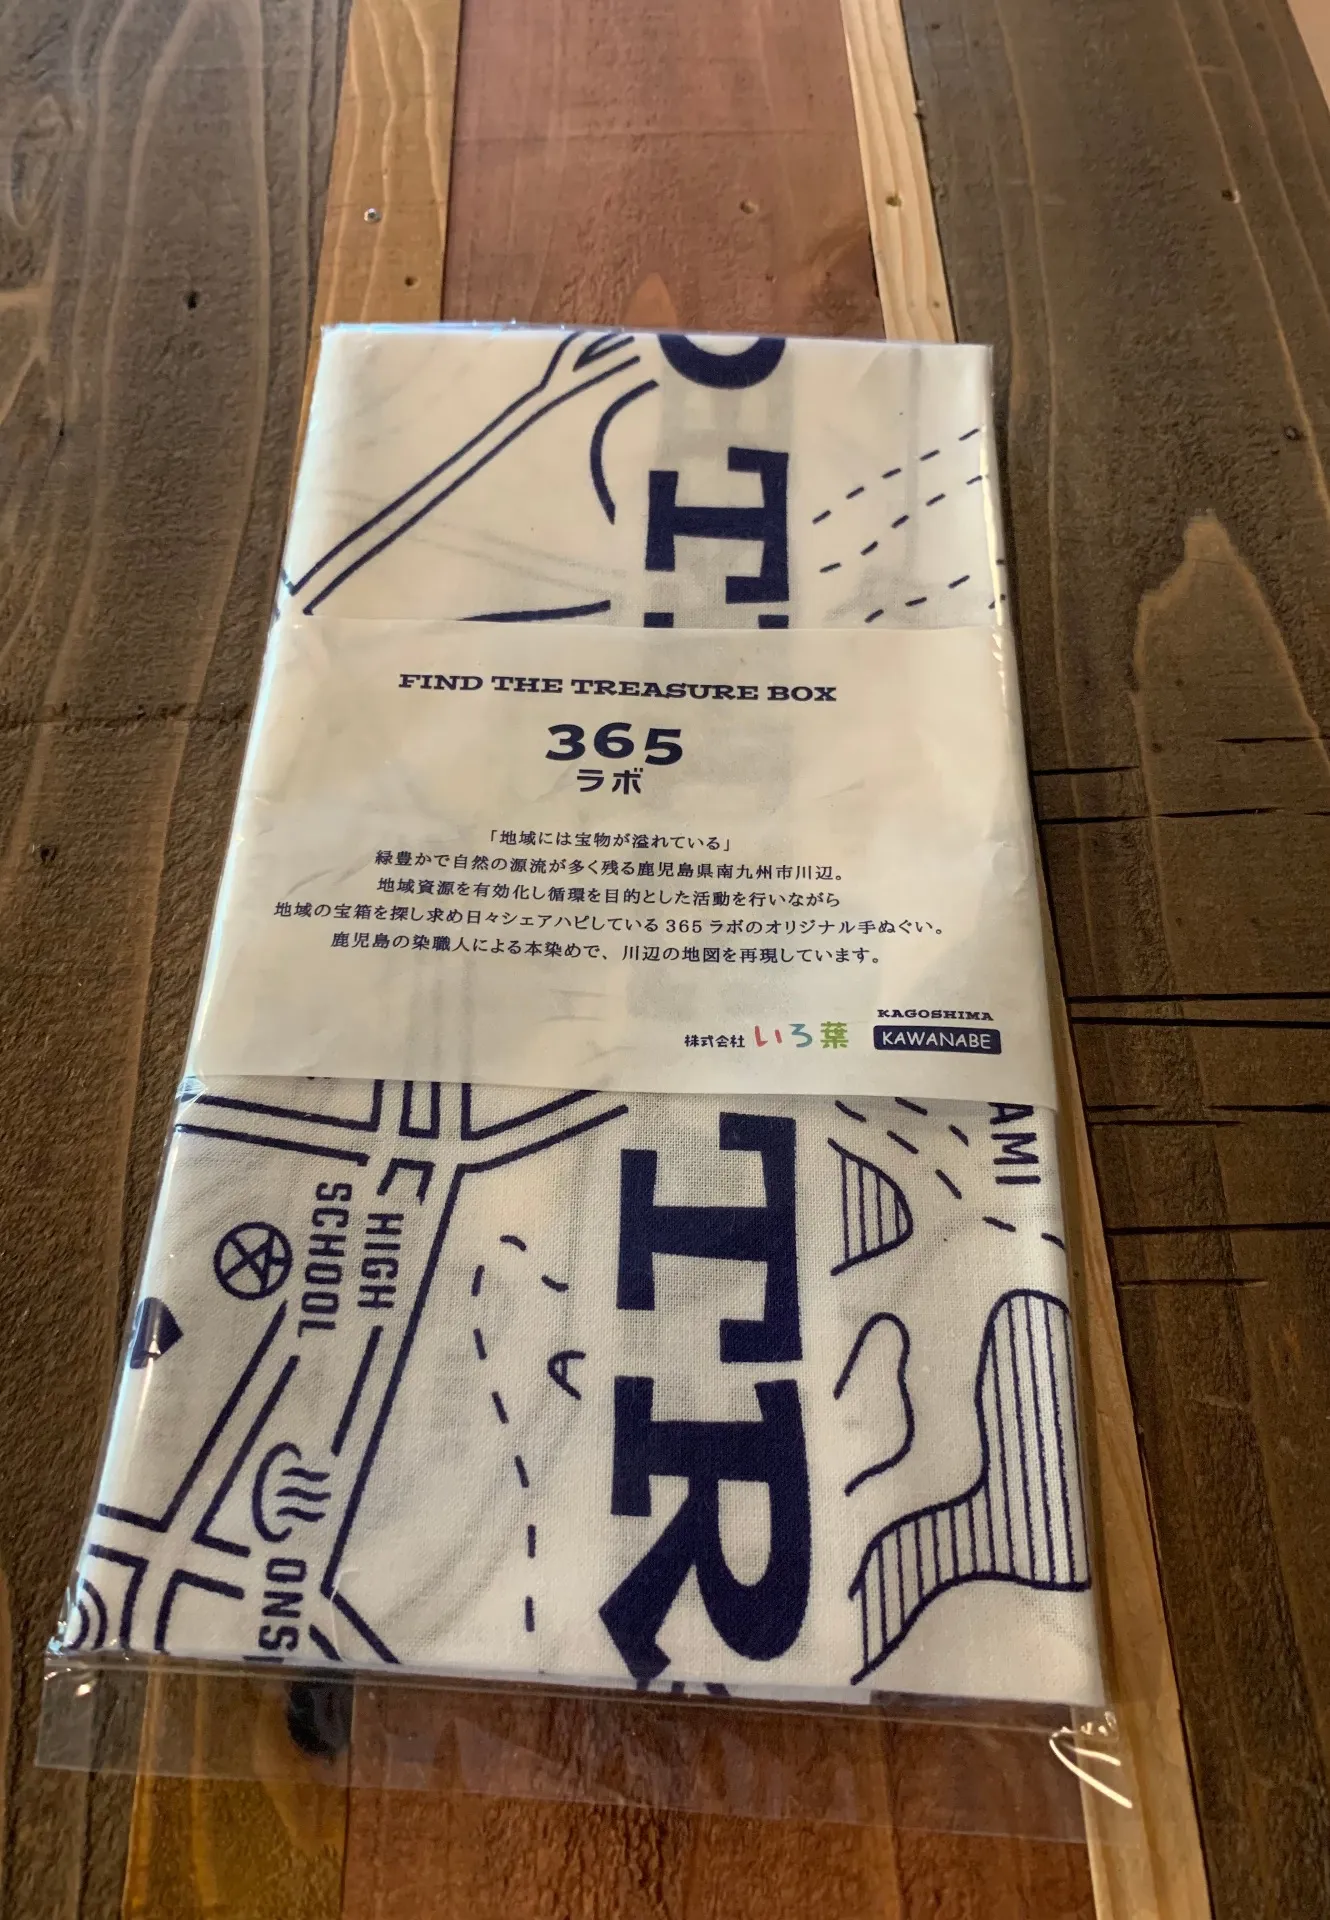 FIND THE TREASURE BOX
365
ラボ
「地域には宝物が溢れている」
緑豊かで自然の源流が多く残る鹿児島県南九州市川辺。
地域資源を有効化し循環を目的とした活動を行いながら
地域の宝箱を探し求め日々シェアハピしている365ラボのオリジナル手ぬぐい。
鹿児島の染職人による本染めで、川辺の地図を再現しています。
株式会社いろ葉
KAGOSHIMA
KAWANABE
AMI
HIGH
SCHOOL
TR
ONS